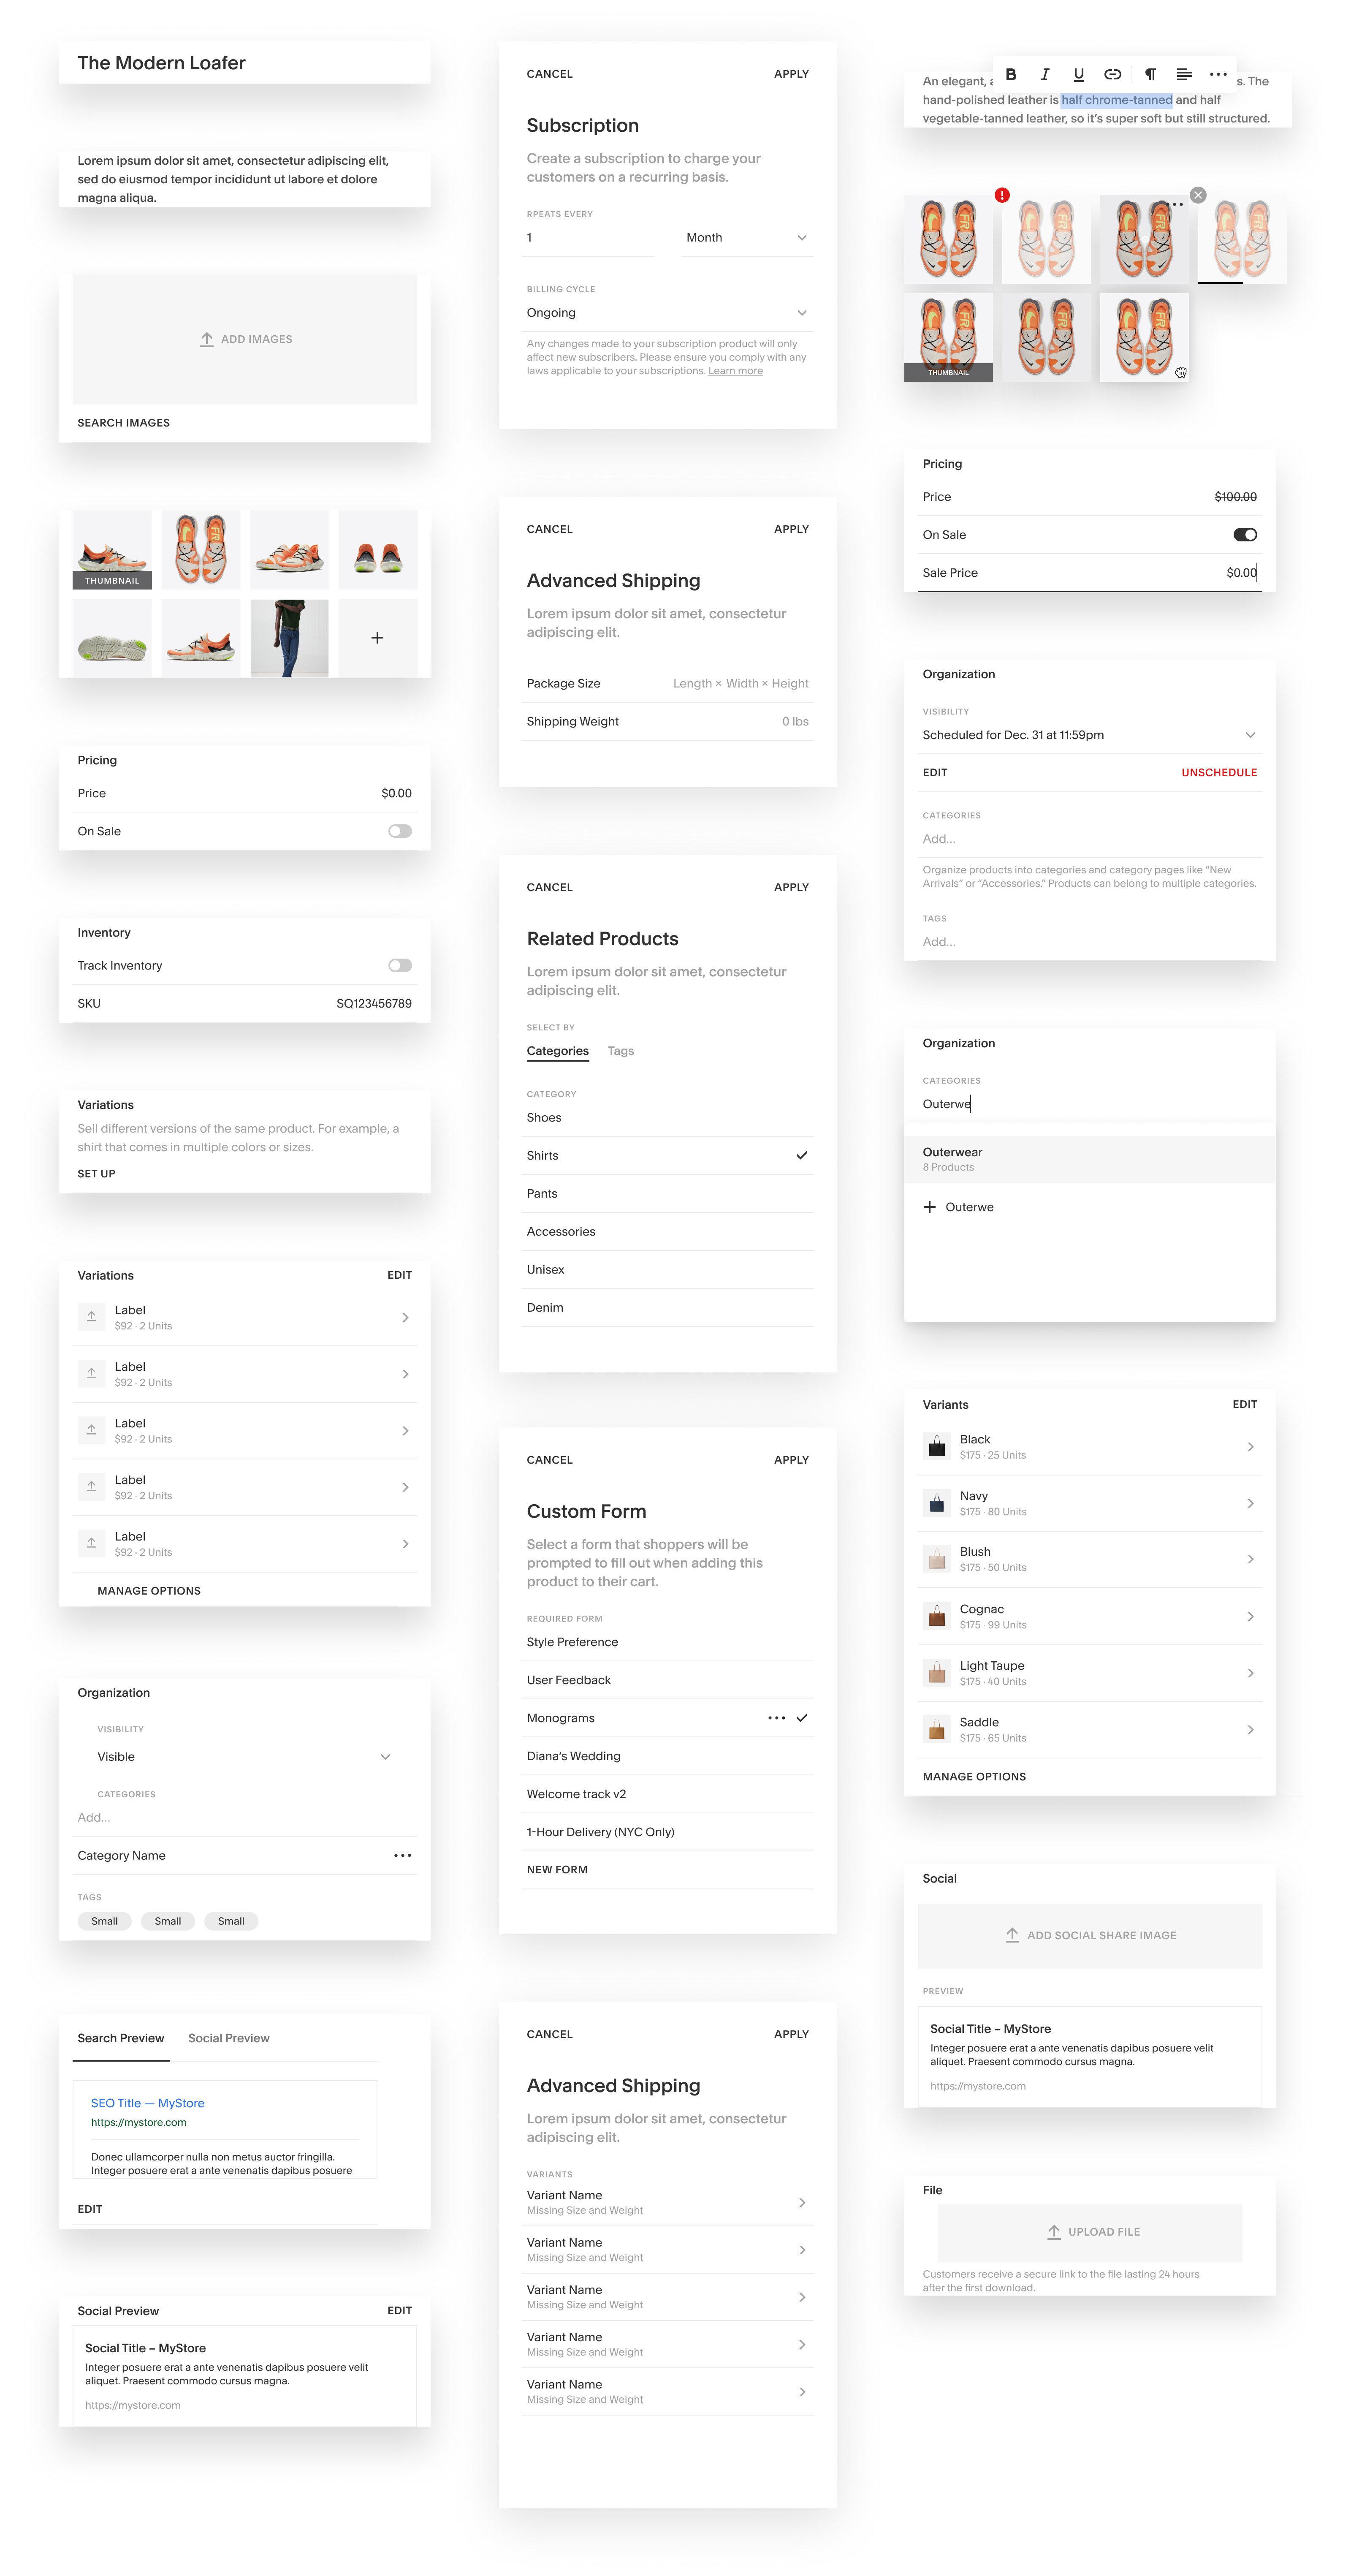 The Modern Loafer
Lorem ipsum dolor sit amet, consectetur adipiscing elit,
sed do eiusmod tempor incididunt ut labore et dolore
magna aliqua.
ADD IMAGES
SEARCH IMAGES
THUMBNAIL
Pricing
Price $0.00
On Sale
Inventory
Track Inventory
SKU SQ123456789
Variations
Sell different versions of the same product. For example, a
shirt that comes in multiple colors or sizes.
SET UP
Variations EDIT
Label
$92 · 2 Units
Label
$92 · 2 Units
Label
$92 · 2 Units
Label
$92 · 2 Units
Label
$92 · 2 Units
MANAGE OPTIONS
Organization
VISIBILITY
Visible
CATEGORIES
Add...
Category Name
TAGS
Small Small Small
Search Preview Social Preview
SEO Title — MyStore
https://mystore.com
Donec ullamcorper nulla non metus auctor fringilla.
Integer posuere erat a ante venenatis dapibus posuere
EDIT
Social Preview EDIT
Social Title – MyStore
Integer posuere erat a ante venenatis dapibus posuere velit
aliquet. Praesent commodo cursus magna.
https://mystore.com
CANCEL APPLY
Subscription
Create a subscription to charge your
customers on a recurring basis.
RPEATS EVERY
1 Month
BILLING CYCLE
Ongoing
Any changes made to your subscription product will only
affect new subscribers. Please ensure you comply with any
laws applicable to your subscriptions. Learn more
CANCEL APPLY
Advanced Shipping
Lorem ipsum dolor sit amet, consectetur
adipiscing elit.
Package Size Length × Width × Height
Shipping Weight 0 lbs
CANCEL APPLY
Related Products
Lorem ipsum dolor sit amet, consectetur
adipiscing elit.
SELECT BY
Categories Tags
CATEGORY
Shoes
Shirts
Pants
Accessories
Unisex
Denim
CANCEL APPLY
Custom Form
Select a form that shoppers will be
prompted to fill out when adding this
product to their cart.
REQUIRED FORM
Style Preference
User Feedback
Monograms
Diana’s Wedding
Welcome track v2
1-Hour Delivery (NYC Only)
NEW FORM
CANCEL APPLY
Advanced Shipping
Lorem ipsum dolor sit amet, consectetur
adipiscing elit.
VARIANTS
Variant Name
Missing Size and Weight
Variant Name
Missing Size and Weight
Variant Name
Missing Size and Weight
Variant Name
Missing Size and Weight
Variant Name
Missing Size and Weight
B I U ¶
An elegant, a s. The
hand-polished leather is half chrome-tanned and half
vegetable-tanned leather, so it’s super soft but still structured.
THUMBNAIL
Pricing
Price $100.00
On Sale
Sale Price $0.00
Organization
VISIBILITY
Scheduled for Dec. 31 at 11:59pm
EDIT UNSCHEDULE
CATEGORIES
Add...
Organize products into categories and category pages like “New
Arrivals” or “Accessories.” Products can belong to multiple categories.
TAGS
Add...
Organization
CATEGORIES
Outerwe
Outerwear
8 Products
+ Outerwe
Variants EDIT
Black
$175 · 25 Units
Navy
$175 · 80 Units
Blush
$175 · 50 Units
Cognac
$175 · 99 Units
Light Taupe
$175 · 40 Units
Saddle
$175 · 65 Units
MANAGE OPTIONS
Social
ADD SOCIAL SHARE IMAGE
PREVIEW
Social Title – MyStore
Integer posuere erat a ante venenatis dapibus posuere velit
aliquet. Praesent commodo cursus magna.
https://mystore.com
File
UPLOAD FILE
Customers receive a secure link to the file lasting 24 hours
after the first download.